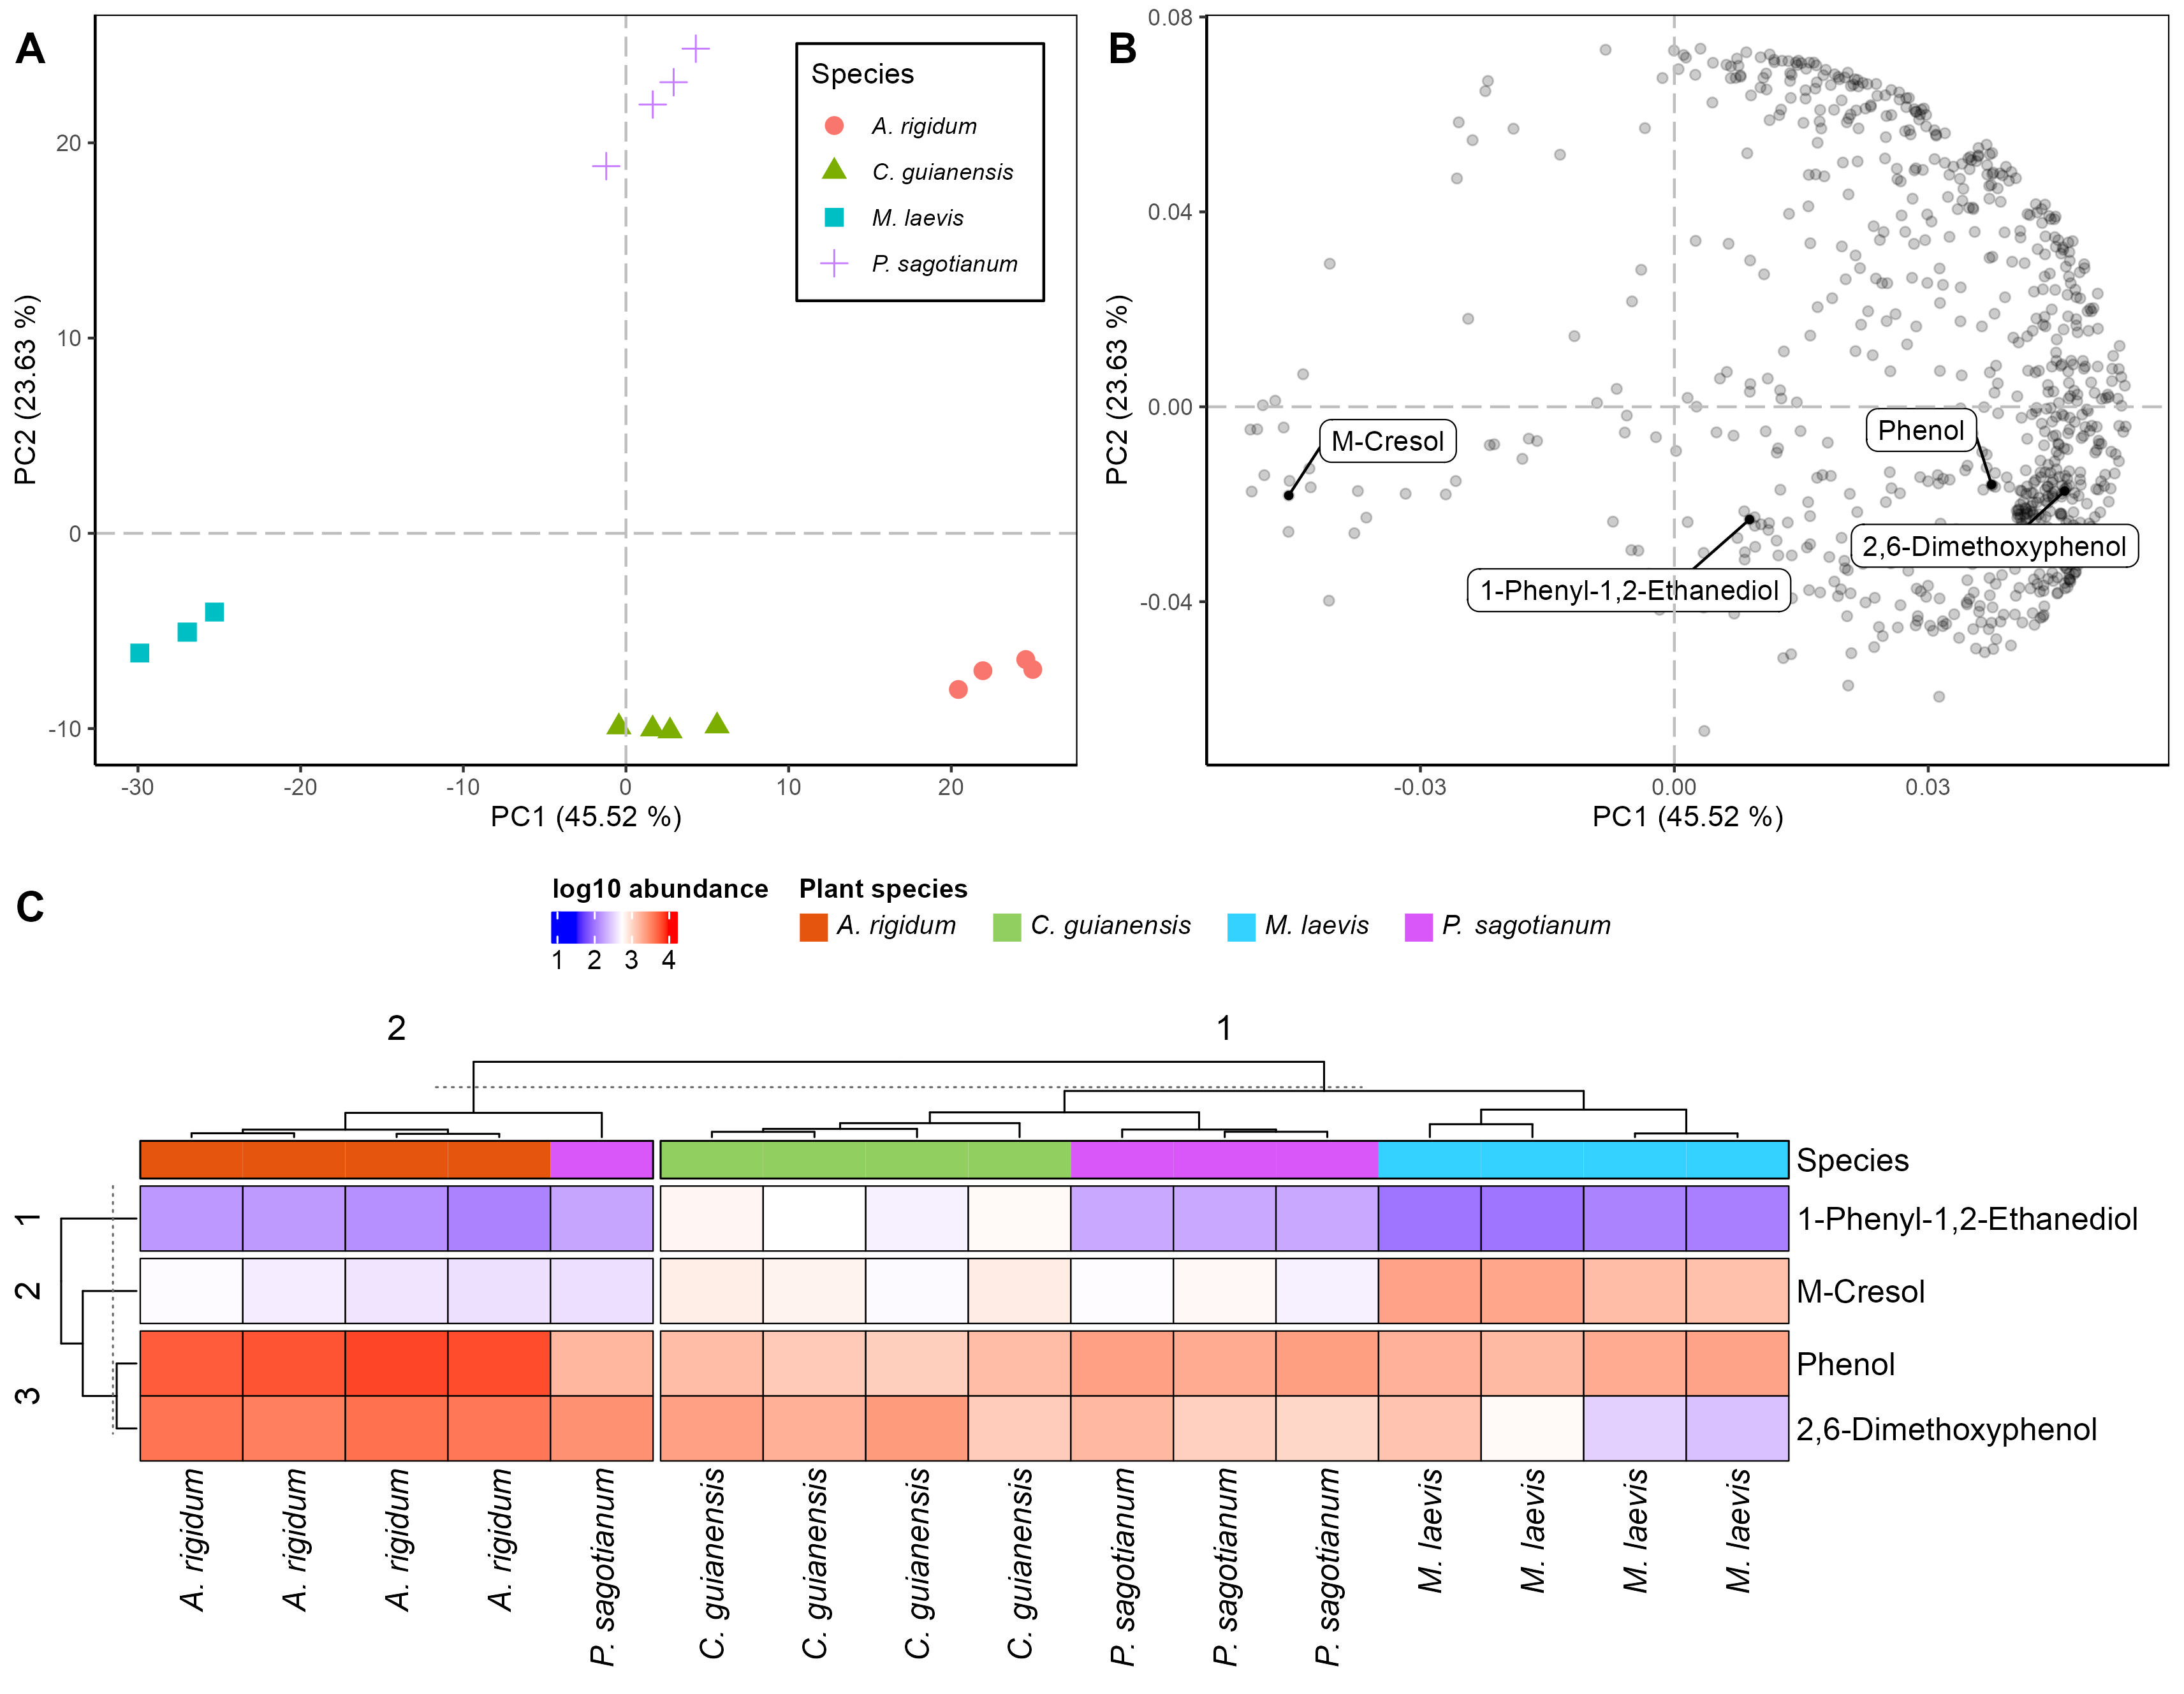 A
Species
A. rigidum
C. guianensis
M. laevis
P. sagotianum
20
10
0
-10
PC2 (23.63 %)
-30 -20 -10 0 10 20
PC1 (45.52 %)
B
0.08
0.04
0.00
-0.04
PC2 (23.63 %)
M-Cresol
Phenol
2,6-Dimethoxyphenol
1-Phenyl-1,2-Ethanediol
-0.03 0.00 0.03
PC1 (45.52 %)
C
log10 abundance
1 2 3 4
Plant species
A. rigidum C. guianensis M. laevis P. sagotianum
2 1
Species
1 1-Phenyl-1,2-Ethanediol
2 M-Cresol
3 Phenol
2,6-Dimethoxyphenol
A. rigidum
A. rigidum
A. rigidum
A. rigidum
P. sagotianum
C. guianensis
C. guianensis
C. guianensis
C. guianensis
P. sagotianum
P. sagotianum
P. sagotianum
M. laevis
M. laevis
M. laevis
M. laevis